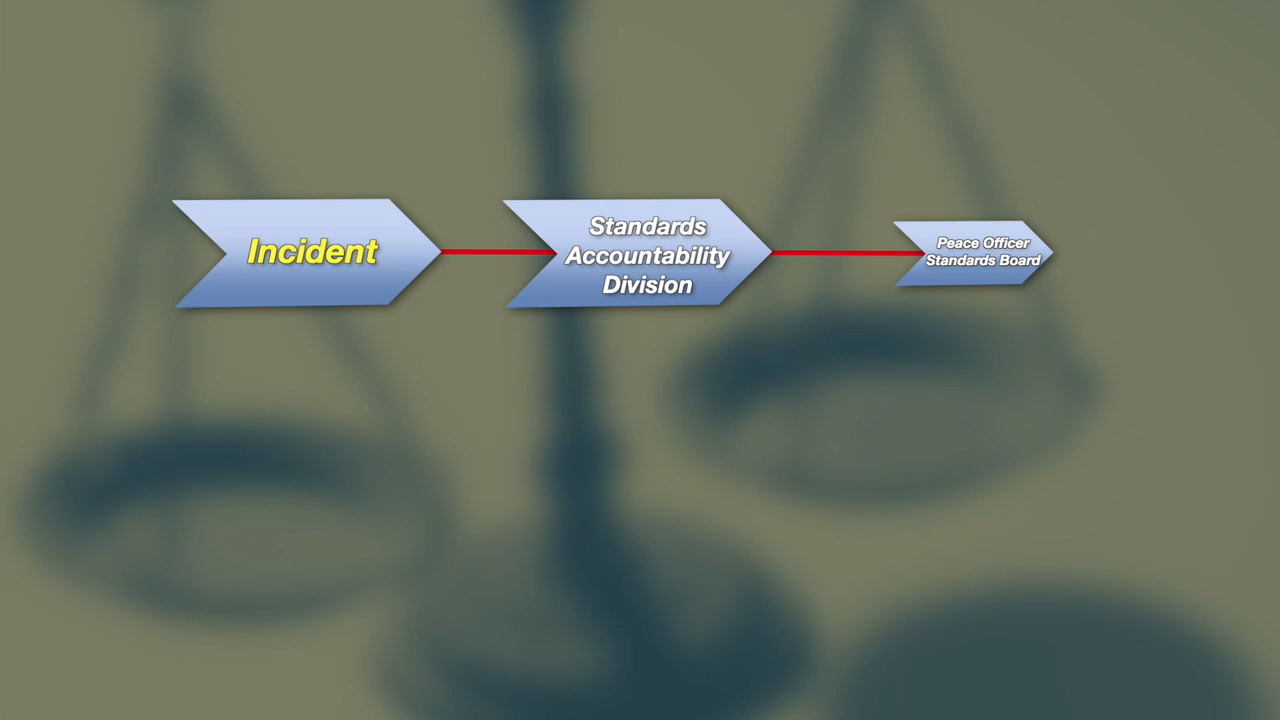 Incident
Standards
Accountability
Division
Peace Officer
Standards Board